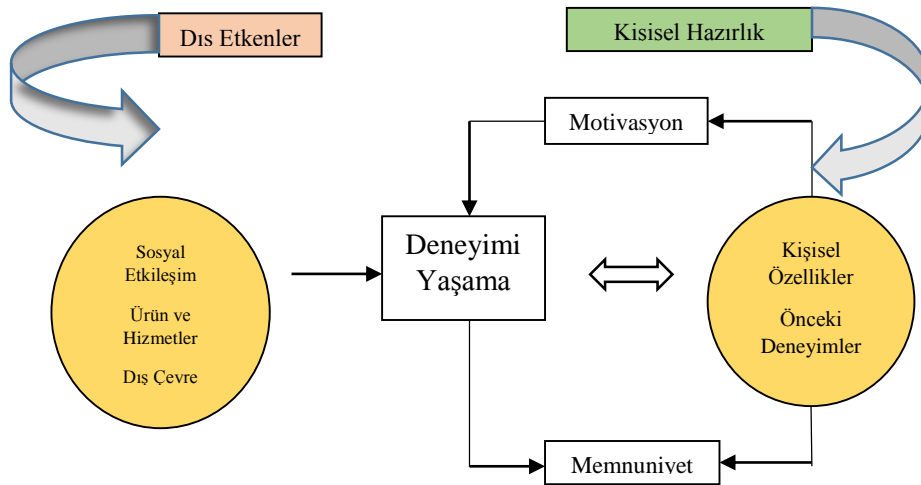 Dıs Etkenler
Kisisel Hazırlık
Motivasyon
Deneyimi
Yaşama
Sosyal
Etkileşim
Ürün ve
Hizmetler
Dış Çevre
Kişisel
Özellikler
Önceki
Deneyimler
Memnuniyet